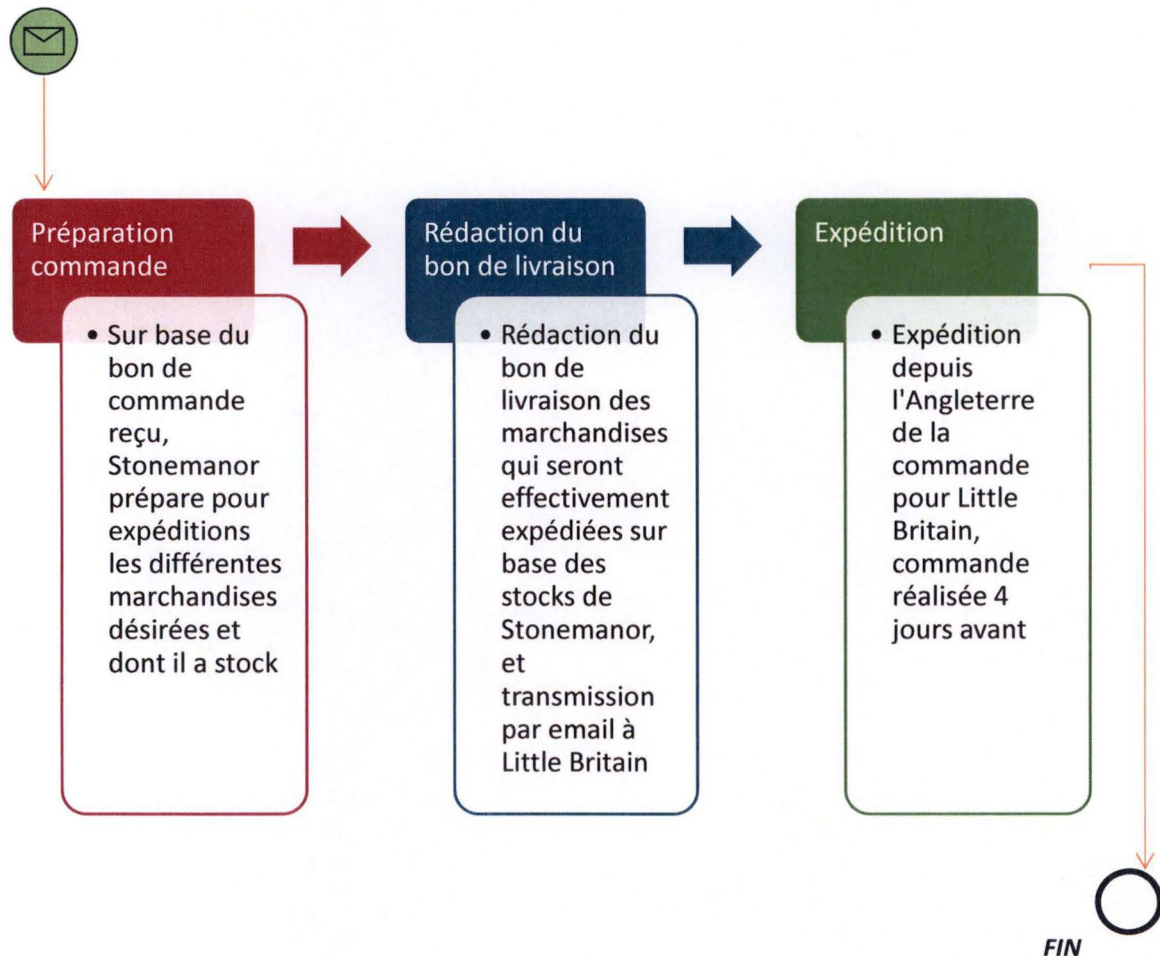 Préparation
commande
• Sur base du
bon de
commande
reçu,
Stonemanor
prépare pour
expéditions
les différentes
marchandises
désirées et
dont il a stock
Rédaction du
bon de livraison
• Rédaction du
bon de
livraison des
marchandises
qui seront
effectivement
expédiées sur
base des
stocks de
Stonemanor,
et
transmission
par email à
Little Britain
Expédition
• Expédition
depuis
l'Angleterre
de la
commande
pour Little
Britain,
commande
réalisée 4
jours avant
FIN